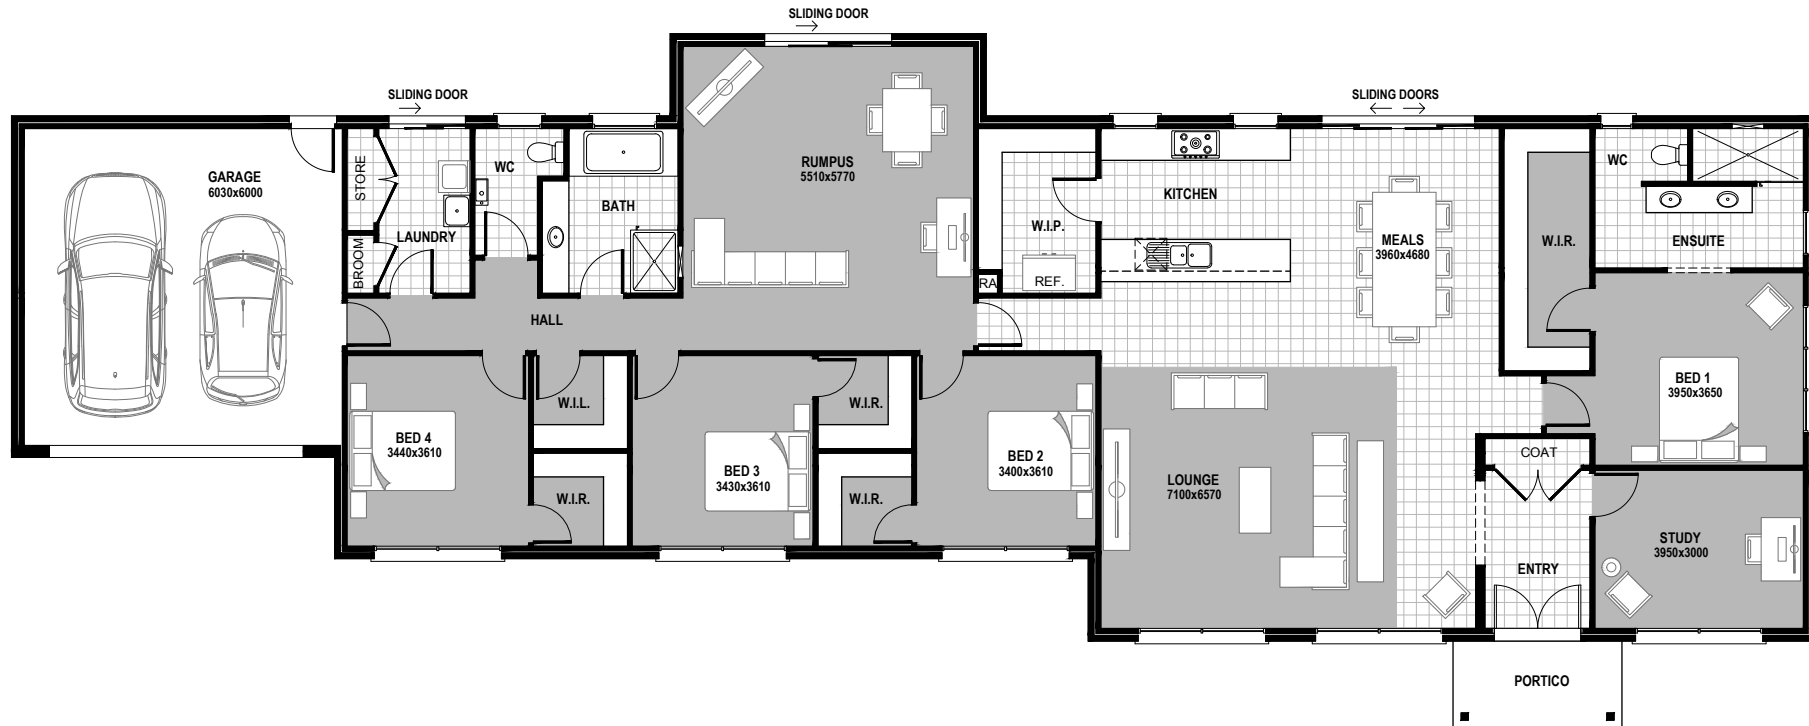 SLIDING DOOR
SLIDING DOOR
SLIDING DOORS
GARAGE
6030x6000
STORE
BROOM
LAUNDRY
WC
BATH
RUMPUS
5510x5770
W.I.P.
RA
REF.
KITCHEN
MEALS
3960x4680
W.I.R.
WC
ENSUITE
HALL
BED 4
3440x3610
W.I.L.
W.I.R.
BED 3
3430x3610
W.I.R.
W.I.R.
BED 2
3400x3610
LOUNGE
7100x6570
BED 1
3950x3650
COAT
ENTRY
STUDY
3950x3000
PORTICO